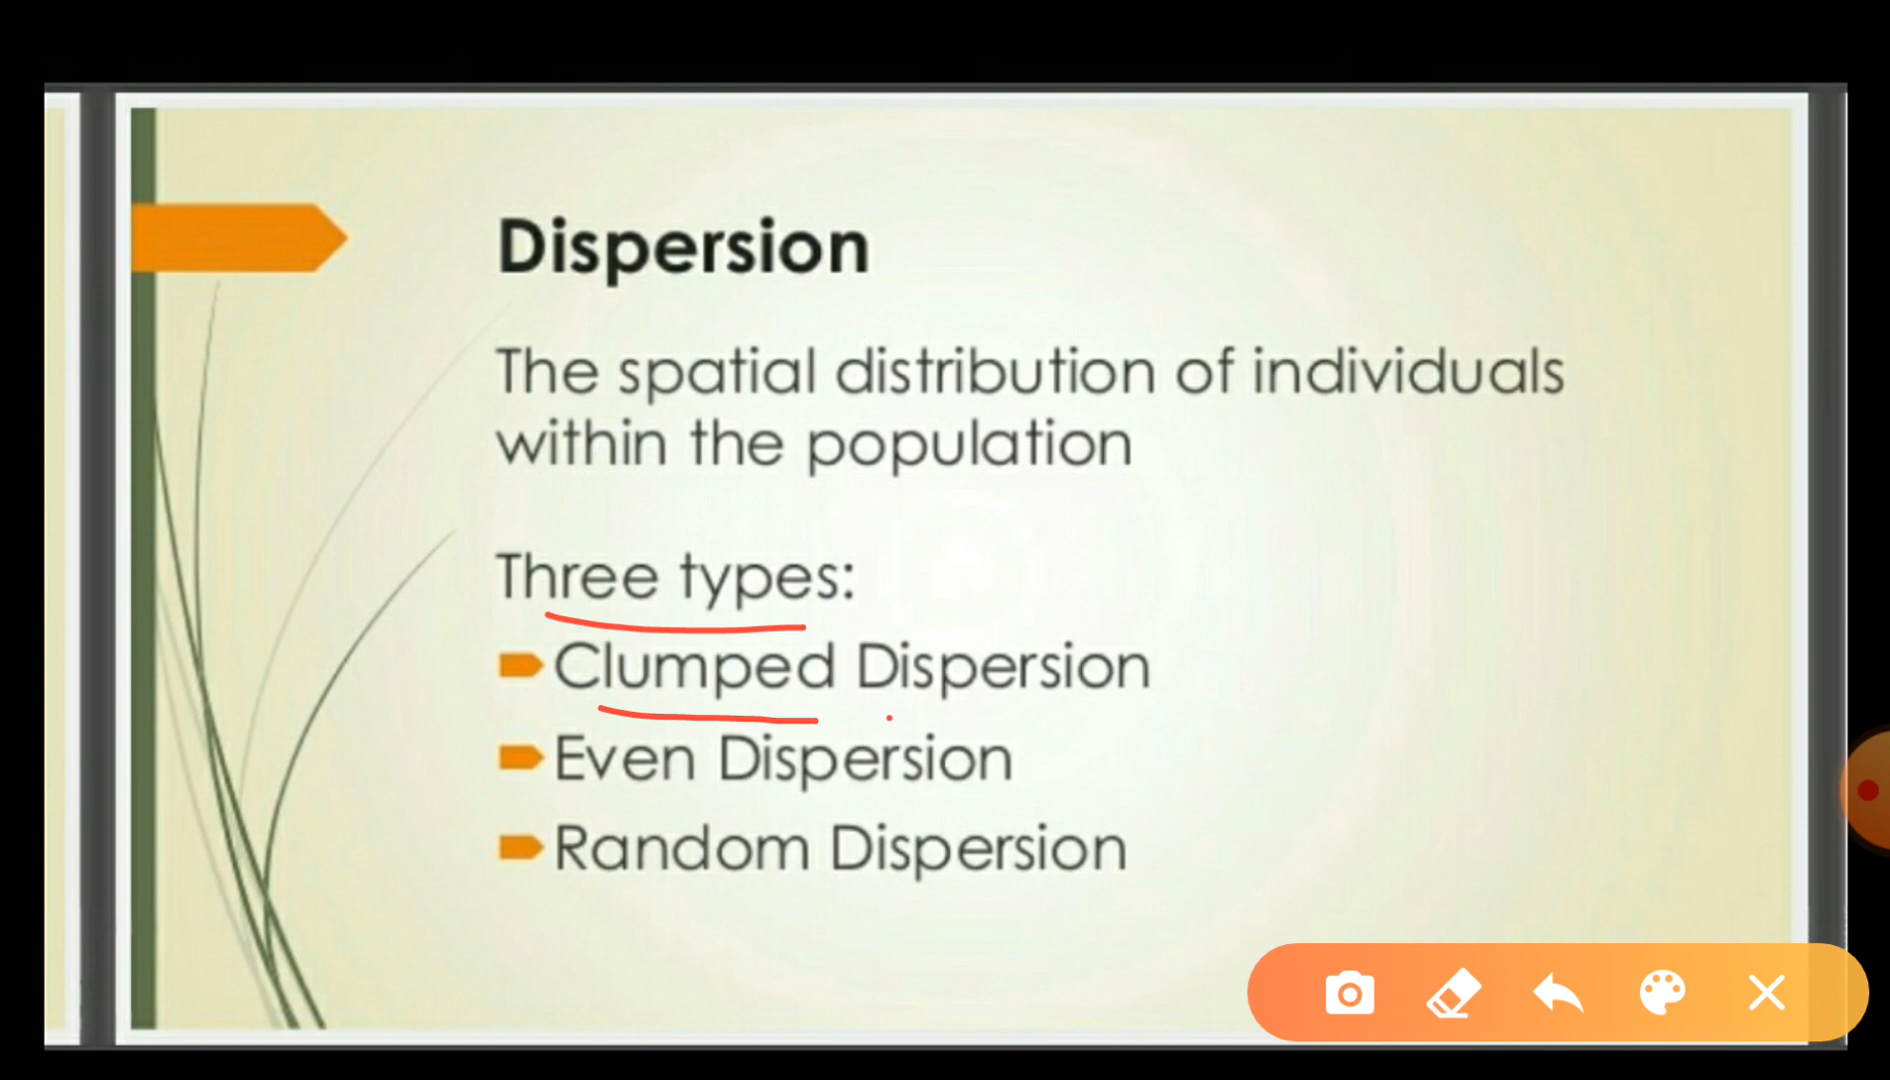 Dispersion
The spatial distribution of individuals
within the population
Three types:
Clumped Dispersion
Even Dispersion
Random Dispersion